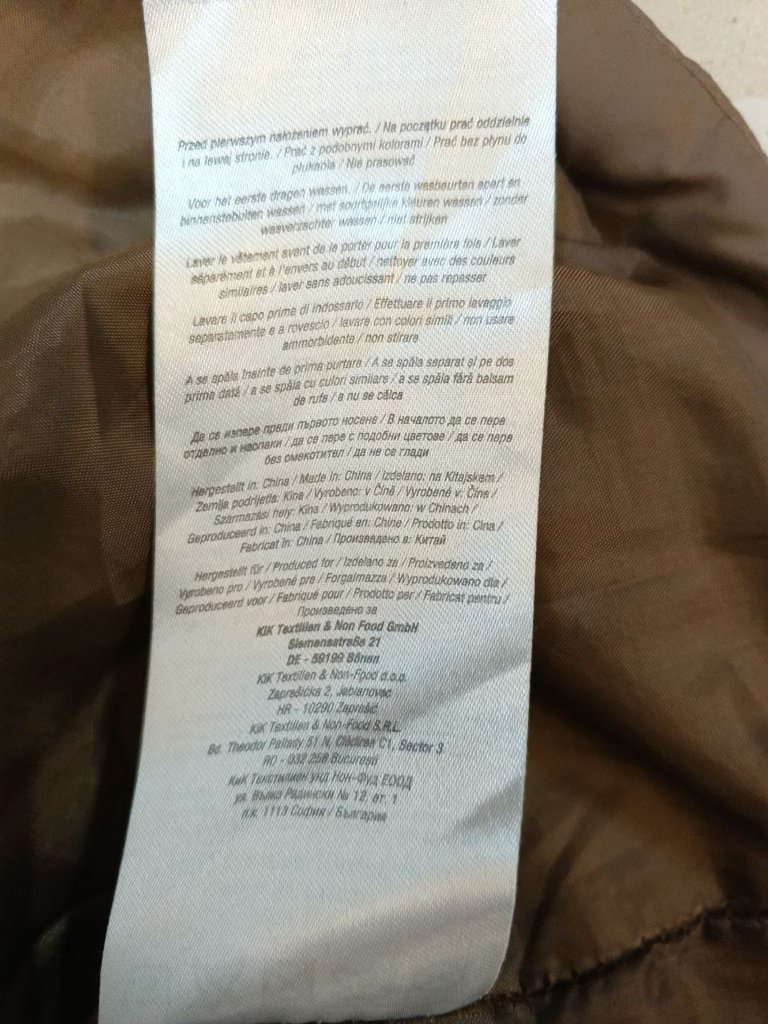 Przed pierwszym nałożeniem wyprać. / Na początku prać oddzielnie
i na lewej stronie. / Prać z podobnymi kolorami / Prać bez płynu do
płukania / Nie prasować
Voor het eerste dragen wassen. / De eerste wasbeurten apart en
binnenstebuiten wassen / met soortgelijke kleuren wassen / zonder
wasverzachter wassen / niet strijken
Laver le vêtement avant de le porter pour la première fois / Laver
séparément et à l'envers au début / nettoyer avec des couleurs
similaires / laver sans adoucissant / ne pas repasser
Lavare il capo prima di indossarlo / Effettuare il primo lavaggio
separatamente e a rovescio / lavare con colori simili / non usare
ammorbidente / non stirare
A se spăla înainte de prima purtare / A se spăla separat și pe dos
prima dată / a se spăla cu culori similare / a se spăla fără balsam
de rufe / a nu se călca
Да се изпере преди първото носене / В началото да се пере
отделно и наопаки / да се пере с подобни цветове / да се пере
без омекотител / да не се глади
Hergestellt in: China / Made in: China / Izdelano: na Kitajskem /
Zemlja podrijetla: Kina / Vyrobeno: v Číně / Vyrobené v: Čína /
Származási hely: Kína / Wyprodukowano: w Chinach /
Geproduceerd in: China / Fabriqué en: Chine / Prodotto in: Cina /
Fabricat în: China / Произведено в: Китай
Hergestellt für / Produced for / Izdelano za / Proizvedeno za /
Vyrobeno pro / Vyrobené pre / Forgalmazza / Wyprodukowano dla /
Geproduceerd voor / Fabriqué pour / Prodotto per / Fabricat pentru /
Произведено за
KiK Textilien & Non Food GmbH
Siemensstraße 21
DE - 59199 Bönen
KiK Textilien & Non-Food d.o.o.
Zaprešićka 2, Jablanovec
HR - 10290 Zaprešić
KiK Textilien & Non-Food S.R.L.
Bd. Theodor Pallady 51 N, Clădirea C1, Sector 3
RO - 032 258 București
КиК Текстилиен унд Нон-Фуд ЕООД
ул. Вълко Радински № 12, ет. 1
п.к. 1113 София / България